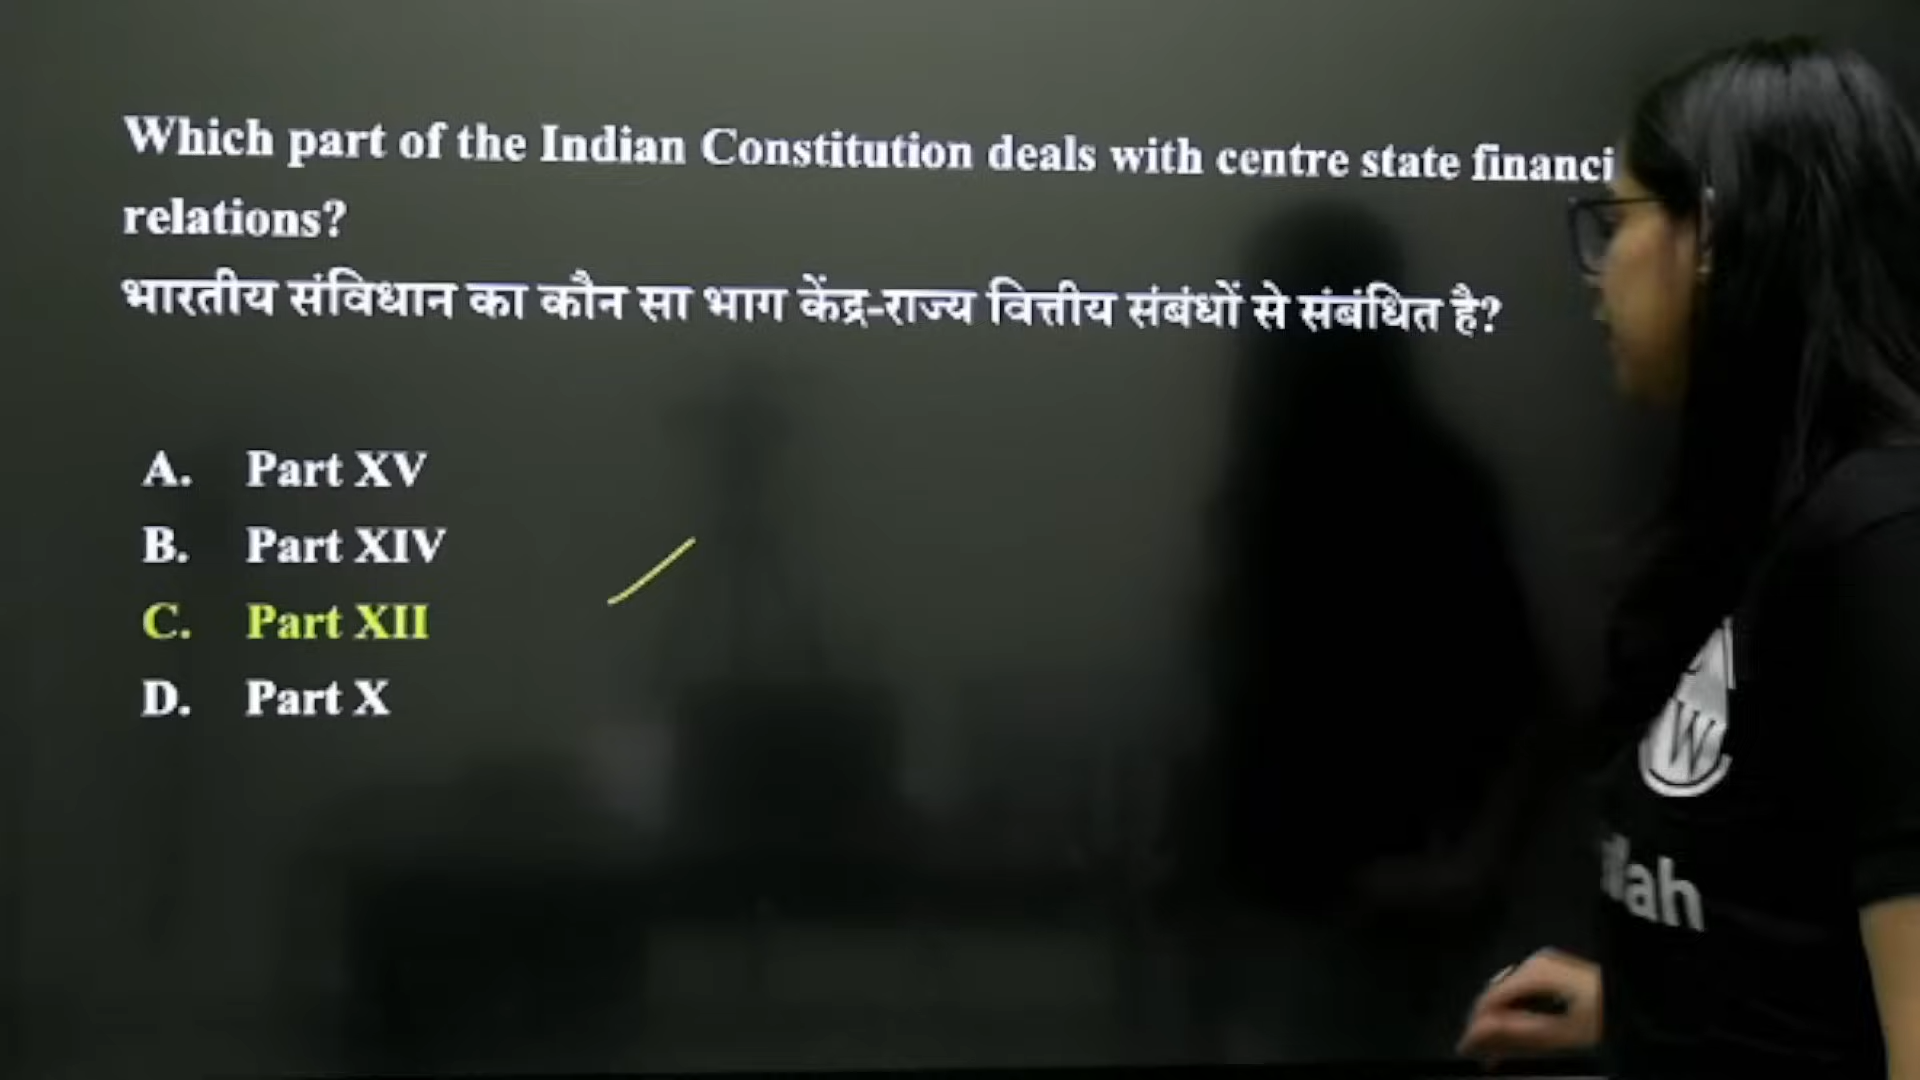 Which part of the Indian Constitution deals with centre state financi
relations?
भारतीय संविधान का कौन सा भाग केंद्र-राज्य वित्तीय संबंधों से संबंधित है?
A. Part XV
B. Part XIV
C. Part XII
D. Part X
W